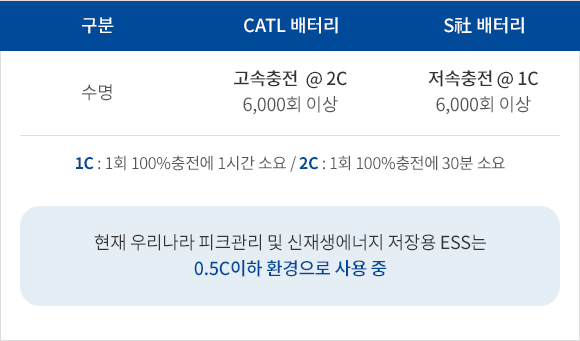 구분 CATL 배터리 S社 배터리
고속충전 @ 2C 저속충전 @ 1C
수명
6,000회 이상 6,000회 이상
1C : 1회 100%충전에 1시간 소요 / 2C : 1회 100%충전에 30분 소요
현재 우리나라 피크관리 및 신재생에너지 저장용 ESS는
0.5C이하 환경으로 사용 중